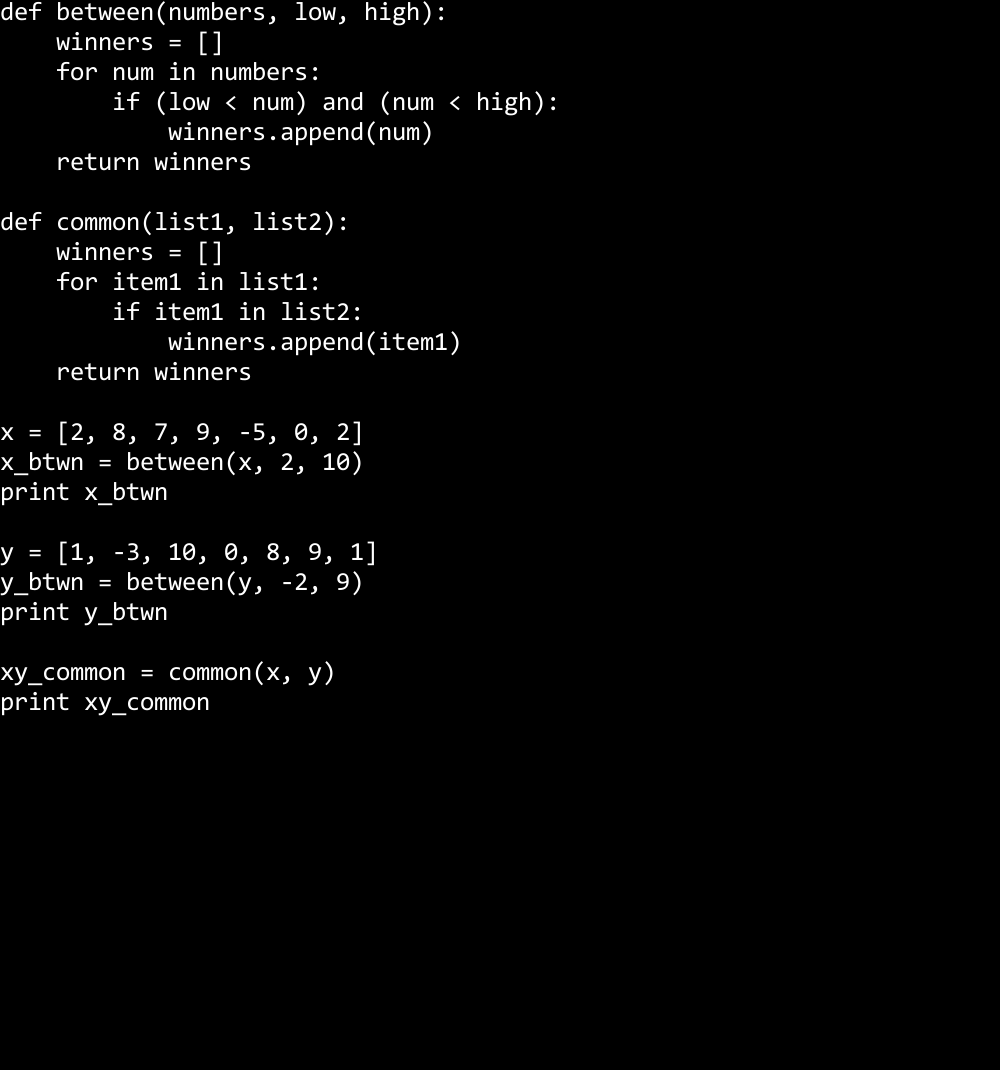 def between(numbers, low, high):
    winners = []
    for num in numbers:
        if (low < num) and (num < high):
            winners.append(num)
    return winners

def common(list1, list2):
    winners = []
    for item1 in list1:
        if item1 in list2:
            winners.append(item1)
    return winners

x = [2, 8, 7, 9, -5, 0, 2]
x_btwn = between(x, 2, 10)
print x_btwn

y = [1, -3, 10, 0, 8, 9, 1]
y_btwn = between(y, -2, 9)
print y_btwn

xy_common = common(x, y)
print xy_common